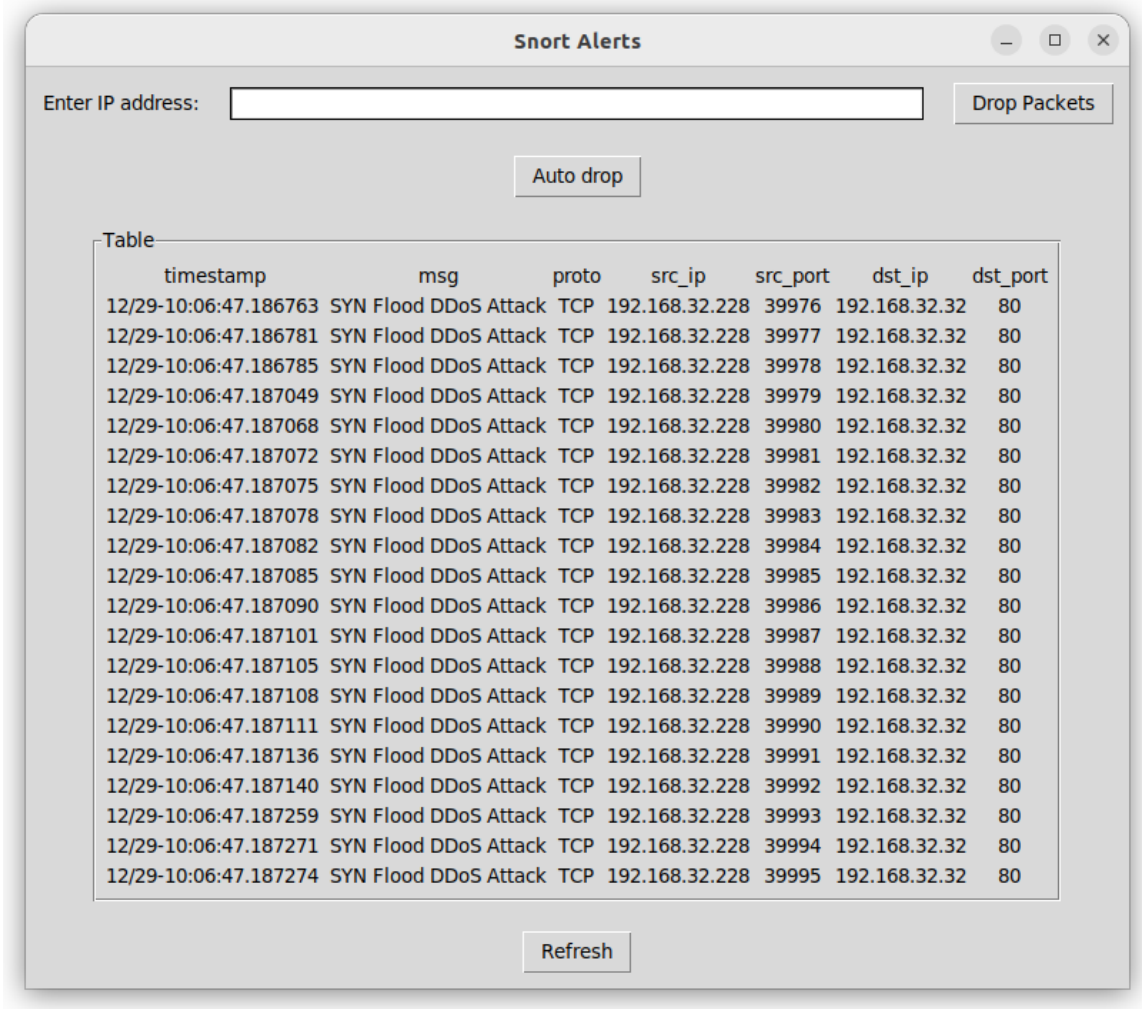 Snort Alerts
Enter IP address: Drop Packets
Auto drop
Table
timestamp msg proto src_ip src_port dst_ip dst_port
12/29-10:06:47.186763 SYN Flood DDoS Attack TCP 192.168.32.228 39976 192.168.32.32 80
12/29-10:06:47.186781 SYN Flood DDoS Attack TCP 192.168.32.228 39977 192.168.32.32 80
12/29-10:06:47.186785 SYN Flood DDoS Attack TCP 192.168.32.228 39978 192.168.32.32 80
12/29-10:06:47.187049 SYN Flood DDoS Attack TCP 192.168.32.228 39979 192.168.32.32 80
12/29-10:06:47.187068 SYN Flood DDoS Attack TCP 192.168.32.228 39980 192.168.32.32 80
12/29-10:06:47.187072 SYN Flood DDoS Attack TCP 192.168.32.228 39981 192.168.32.32 80
12/29-10:06:47.187075 SYN Flood DDoS Attack TCP 192.168.32.228 39982 192.168.32.32 80
12/29-10:06:47.187078 SYN Flood DDoS Attack TCP 192.168.32.228 39983 192.168.32.32 80
12/29-10:06:47.187082 SYN Flood DDoS Attack TCP 192.168.32.228 39984 192.168.32.32 80
12/29-10:06:47.187085 SYN Flood DDoS Attack TCP 192.168.32.228 39985 192.168.32.32 80
12/29-10:06:47.187090 SYN Flood DDoS Attack TCP 192.168.32.228 39986 192.168.32.32 80
12/29-10:06:47.187101 SYN Flood DDoS Attack TCP 192.168.32.228 39987 192.168.32.32 80
12/29-10:06:47.187105 SYN Flood DDoS Attack TCP 192.168.32.228 39988 192.168.32.32 80
12/29-10:06:47.187108 SYN Flood DDoS Attack TCP 192.168.32.228 39989 192.168.32.32 80
12/29-10:06:47.187111 SYN Flood DDoS Attack TCP 192.168.32.228 39990 192.168.32.32 80
12/29-10:06:47.187136 SYN Flood DDoS Attack TCP 192.168.32.228 39991 192.168.32.32 80
12/29-10:06:47.187140 SYN Flood DDoS Attack TCP 192.168.32.228 39992 192.168.32.32 80
12/29-10:06:47.187259 SYN Flood DDoS Attack TCP 192.168.32.228 39993 192.168.32.32 80
12/29-10:06:47.187271 SYN Flood DDoS Attack TCP 192.168.32.228 39994 192.168.32.32 80
12/29-10:06:47.187274 SYN Flood DDoS Attack TCP 192.168.32.228 39995 192.168.32.32 80
Refresh